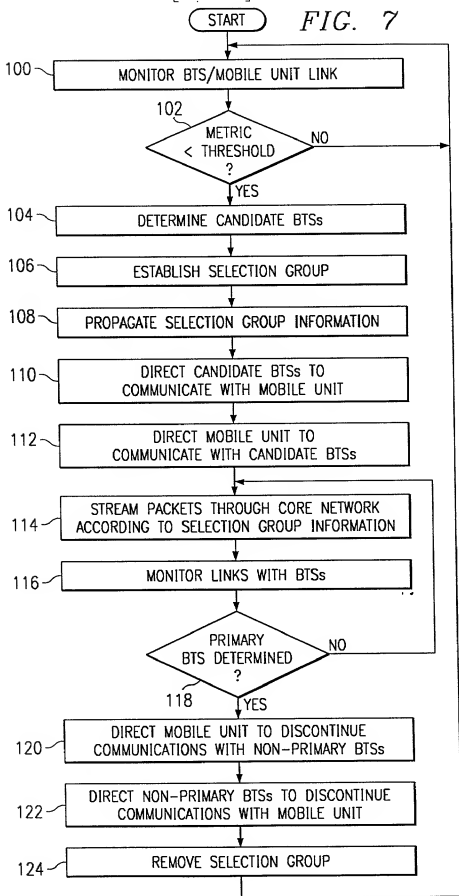 START
FIG. 7
100
MONITOR BTS/MOBILE UNIT LINK
102
METRIC
< THRESHOLD
?
NO
YES
104
DETERMINE CANDIDATE BTSs
106
ESTABLISH SELECTION GROUP
108
PROPAGATE SELECTION GROUP INFORMATION
110
DIRECT CANDIDATE BTSs TO
COMMUNICATE WITH MOBILE UNIT
112
DIRECT MOBILE UNIT TO
COMMUNICATE WITH CANDIDATE BTSs
114
STREAM PACKETS THROUGH CORE NETWORK
ACCORDING TO SELECTION GROUP INFORMATION
116
MONITOR LINKS WITH BTSs
PRIMARY
BTS DETERMINED
?
NO
118
YES
120
DIRECT MOBILE UNIT TO DISCONTINUE
COMMUNICATIONS WITH NON-PRIMARY BTSs
122
DIRECT NON-PRIMARY BTSs TO DISCONTINUE
COMMUNICATIONS WITH MOBILE UNIT
124
REMOVE SELECTION GROUP